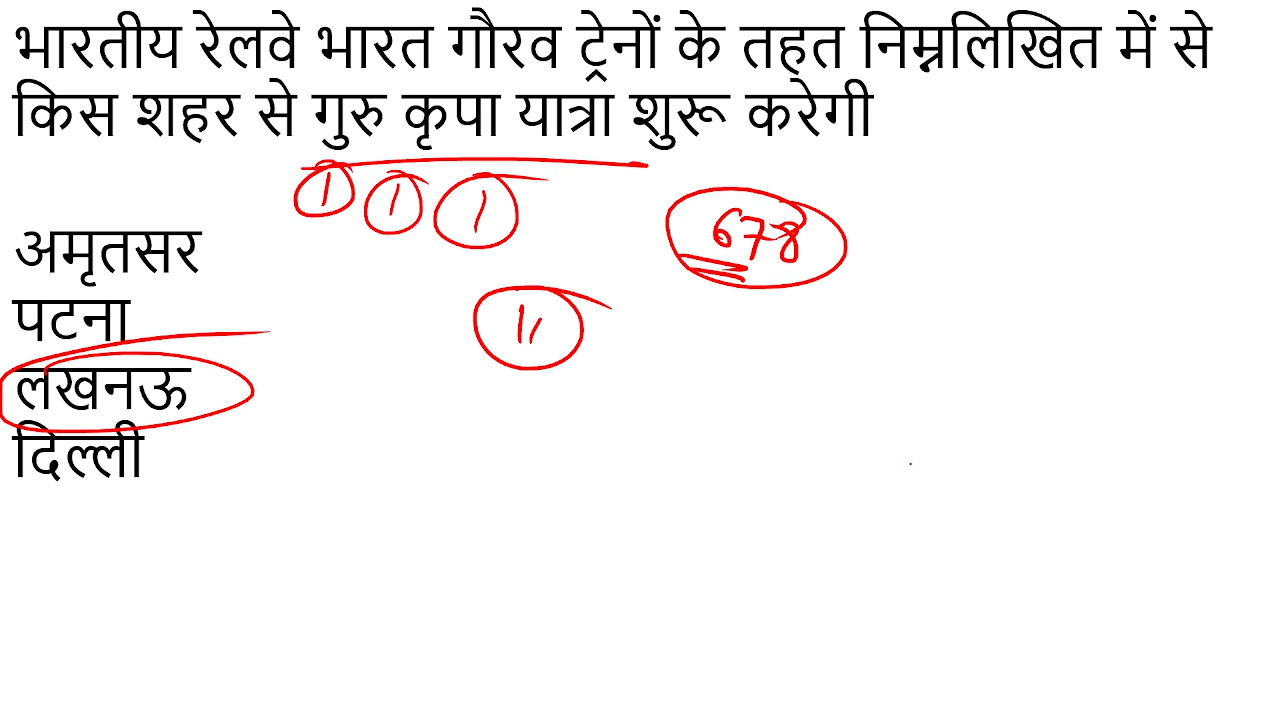 भारतीय रेलवे भारत गौरव ट्रेनों के तहत निम्नलिखित में से
किस शहर से गुरु कृपा यात्रा शुरू करेगी
1 1 1
678
11
अमृतसर
पटना
लखनऊ
दिल्ली